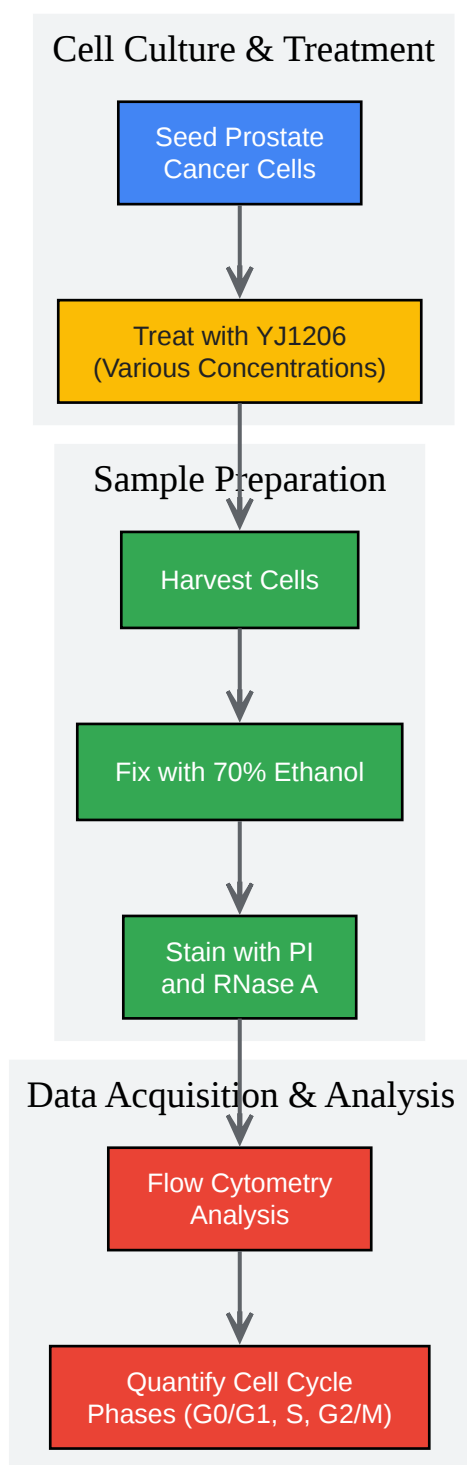 Cell Culture & Treatment
Seed Prostate
Cancer Cells
Treat with YJ1206
(Various Concentrations)
Sample Preparation
Harvest Cells
Fix with 70% Ethanol
Stain with PI
and RNase A
Data Acquisition & Analysis
Flow Cytometry
Analysis
Quantify Cell Cycle
Phases (G0/G1, S, G2/M)